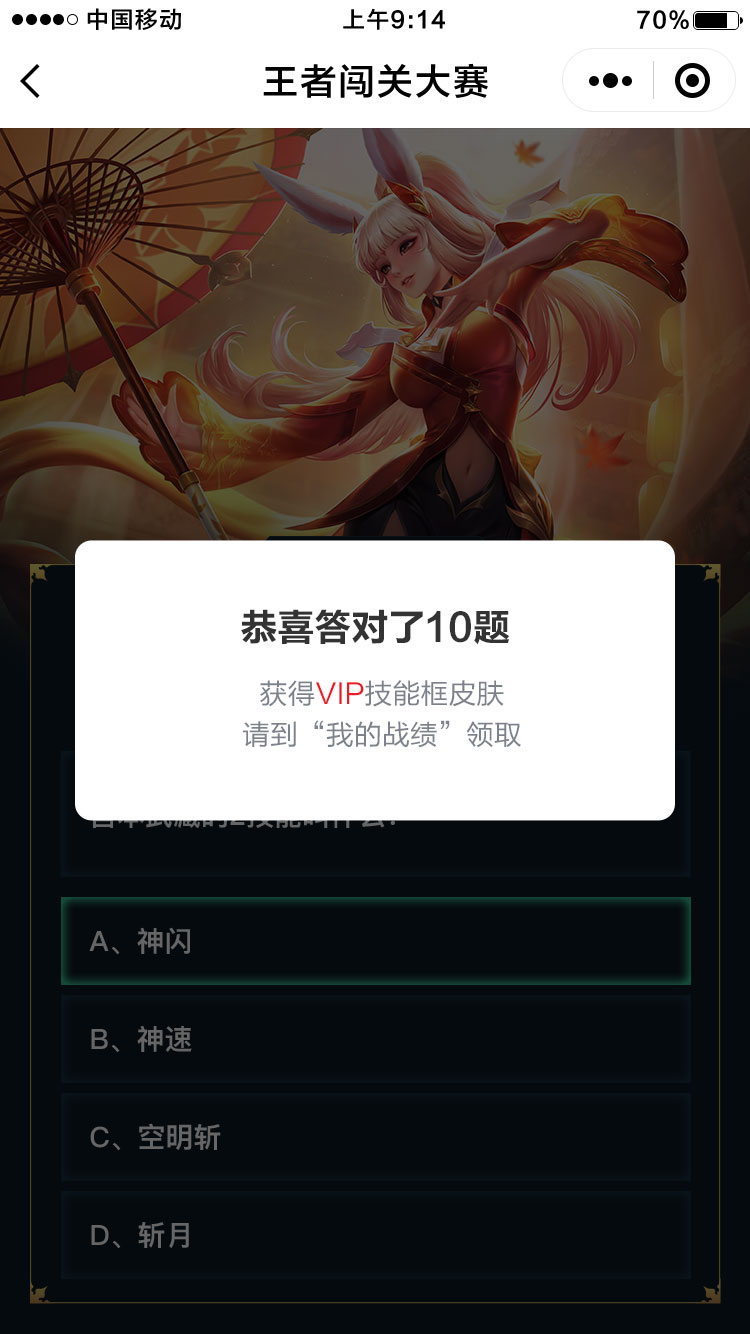 中国移动 上午9:14 70%
王者闯关大赛
恭喜答对了10题
获得VIP技能框皮肤
请到“我的战绩”领取
A、神闪
B、神速
C、空明斩
D、斩月